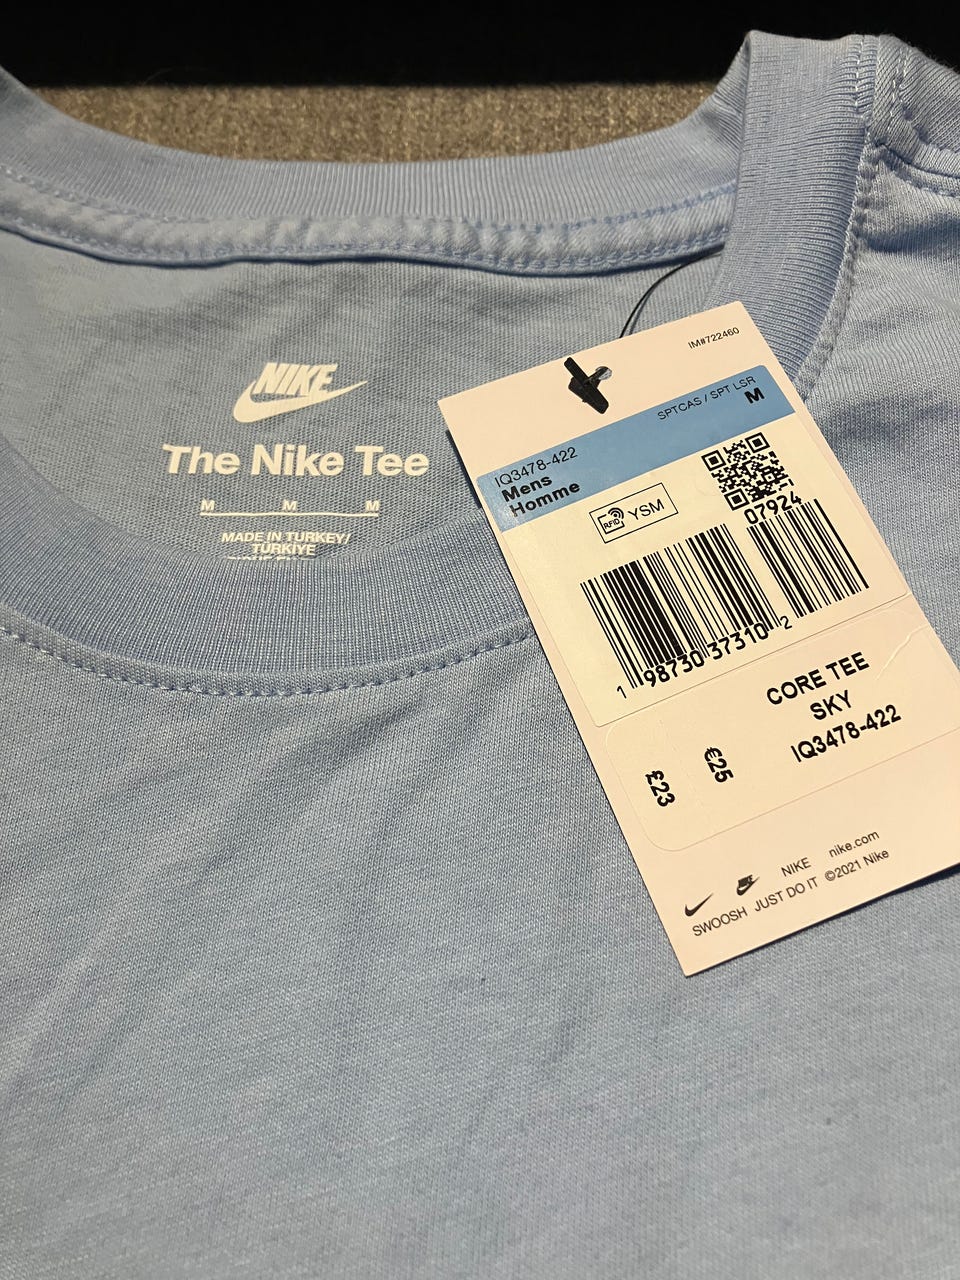 NIKE
The Nike Tee
M M M
MADE IN TURKEY/
TÜRKİYE
IM#722460
SPTCAS / SPT LSR
M
IQ3478-422
Mens
Homme
RFID YSM
07924
1 98730 37310 2
CORE TEE
SKY
IQ3478-422
£23
€25
NIKE nike.com
SWOOSH JUST DO IT ©2021 Nike